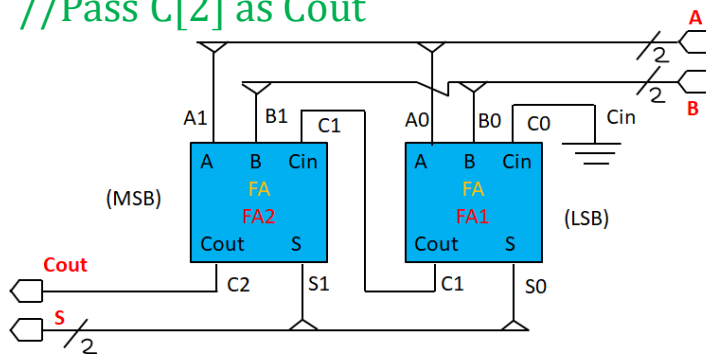 //Pass C[2] as Cout
A
2
2
B
A1
B1
C1
A0
B0
C0
Cin
A B Cin
A B Cin
(MSB)
FA
FA
FA2
FA1
(LSB)
Cout S
Cout S
Cout
C2
S1
C1
S0
S
2